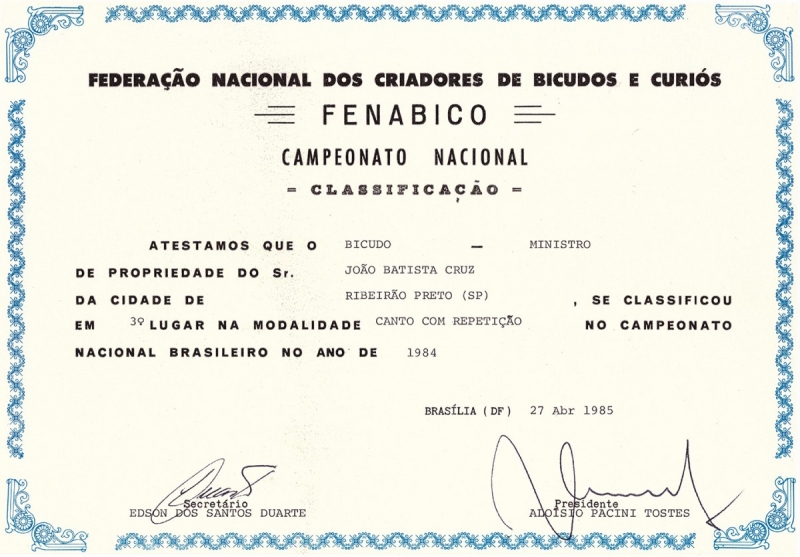 FEDERAÇÃO NACIONAL DOS CRIADORES DE BICUDOS E CURIÓS
FENABICO
CAMPEONATO NACIONAL
= CLASSIFICAÇÃO =
ATESTAMOS QUE O BICUDO — MINISTRO
DE PROPRIEDADE DO Sr. JOÃO BATISTA CRUZ
DA CIDADE DE RIBEIRÃO PRETO (SP) , SE CLASSIFICOU
EM 3º LUGAR NA MODALIDADE CANTO COM REPETIÇÃO NO CAMPEONATO
NACIONAL BRASILEIRO NO ANO DE 1984
BRASÍLIA (DF) 27 Abr 1985
Secretário
EDSON DOS SANTOS DUARTE
Presidente
ADOÍSIO PACINI TOSTES